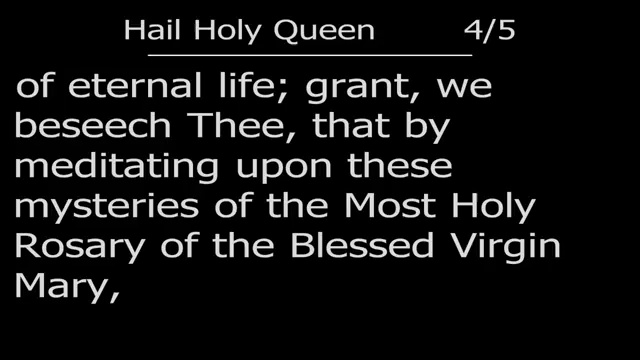 Hail Holy Queen 4/5
of eternal life; grant, we
beseech Thee, that by
meditating upon these
mysteries of the Most Holy
Rosary of the Blessed Virgin
Mary,